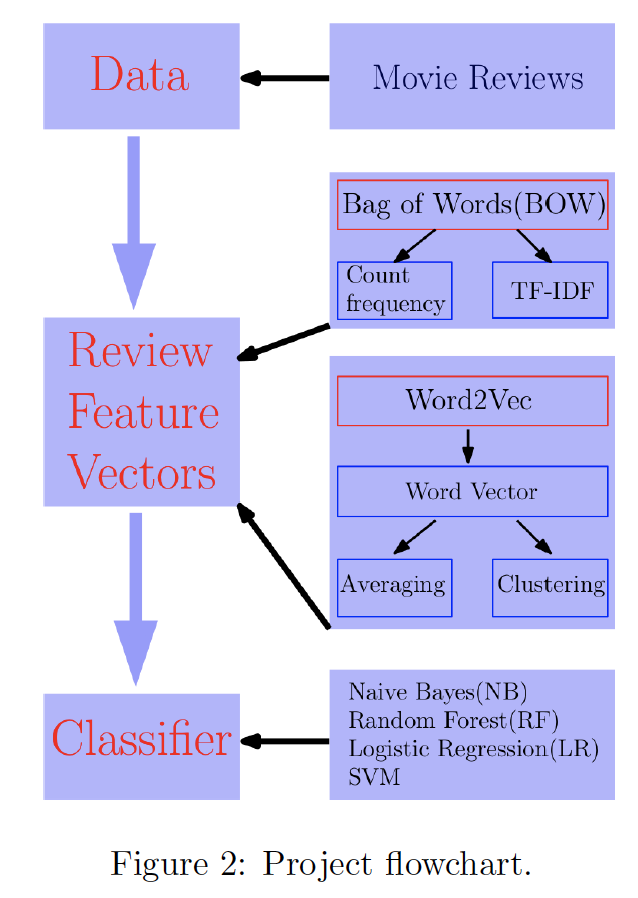 Data
Movie Reviews
Bag of Words(BOW)
Count
frequency
TF-IDF
Review
Feature
Vectors
Word2Vec
Word Vector
Averaging
Clustering
Classifier
Naive Bayes(NB)
Random Forest(RF)
Logistic Regression(LR)
SVM
Figure 2: Project flowchart.